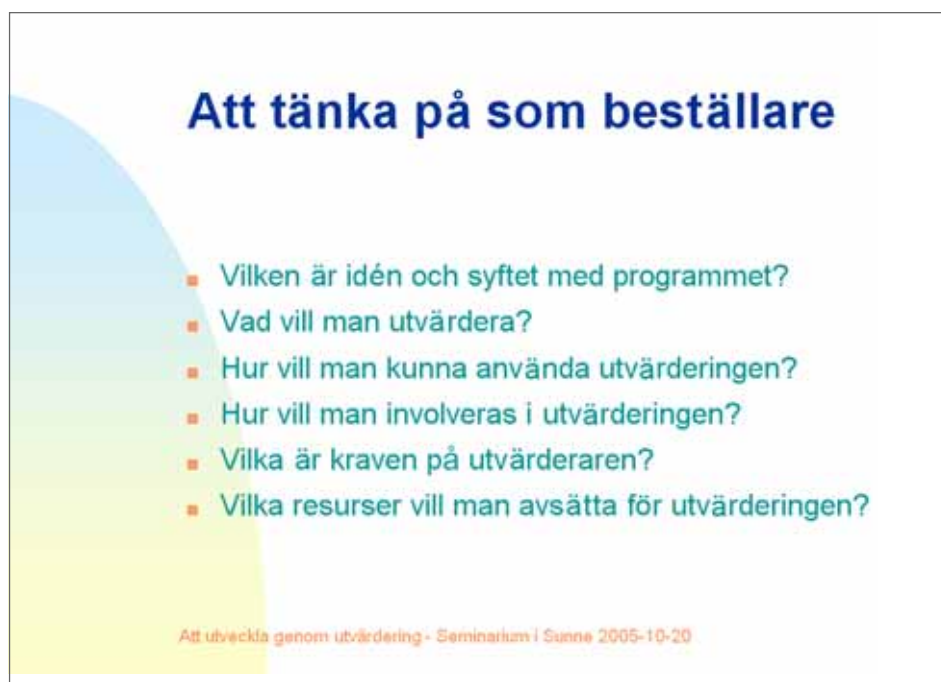 Att tänka på som beställare
Vilken är idén och syftet med programmet?
Vad vill man utvärdera?
Hur vill man kunna använda utvärderingen?
Hur vill man involveras i utvärderingen?
Vilka är kraven på utvärderaren?
Vilka resurser vill man avsätta för utvärderingen?
Att utveckla genom utvärdering - Seminarium i Sunne 2005-10-20